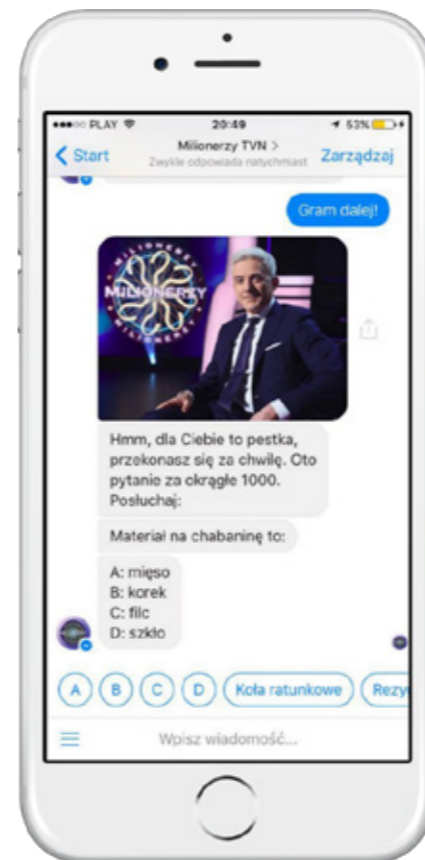 PLAY 20:49 53%
Start Milionerzy TVN > Zarządzaj
Zwykle odpowiada natychmiast
Gram dalej!
MILIONERZY
MILIONERZY
MILIONERZY
Hmm, dla Ciebie to pestka,
przekonasz się za chwilę. Oto
pytanie za okrągłe 1000.
Posłuchaj:
Materiał na chabaninę to:
A: mięso
B: korek
C: filc
D: szkło
A B C D Koła ratunkowe Rezy
Wpisz wiadomość...